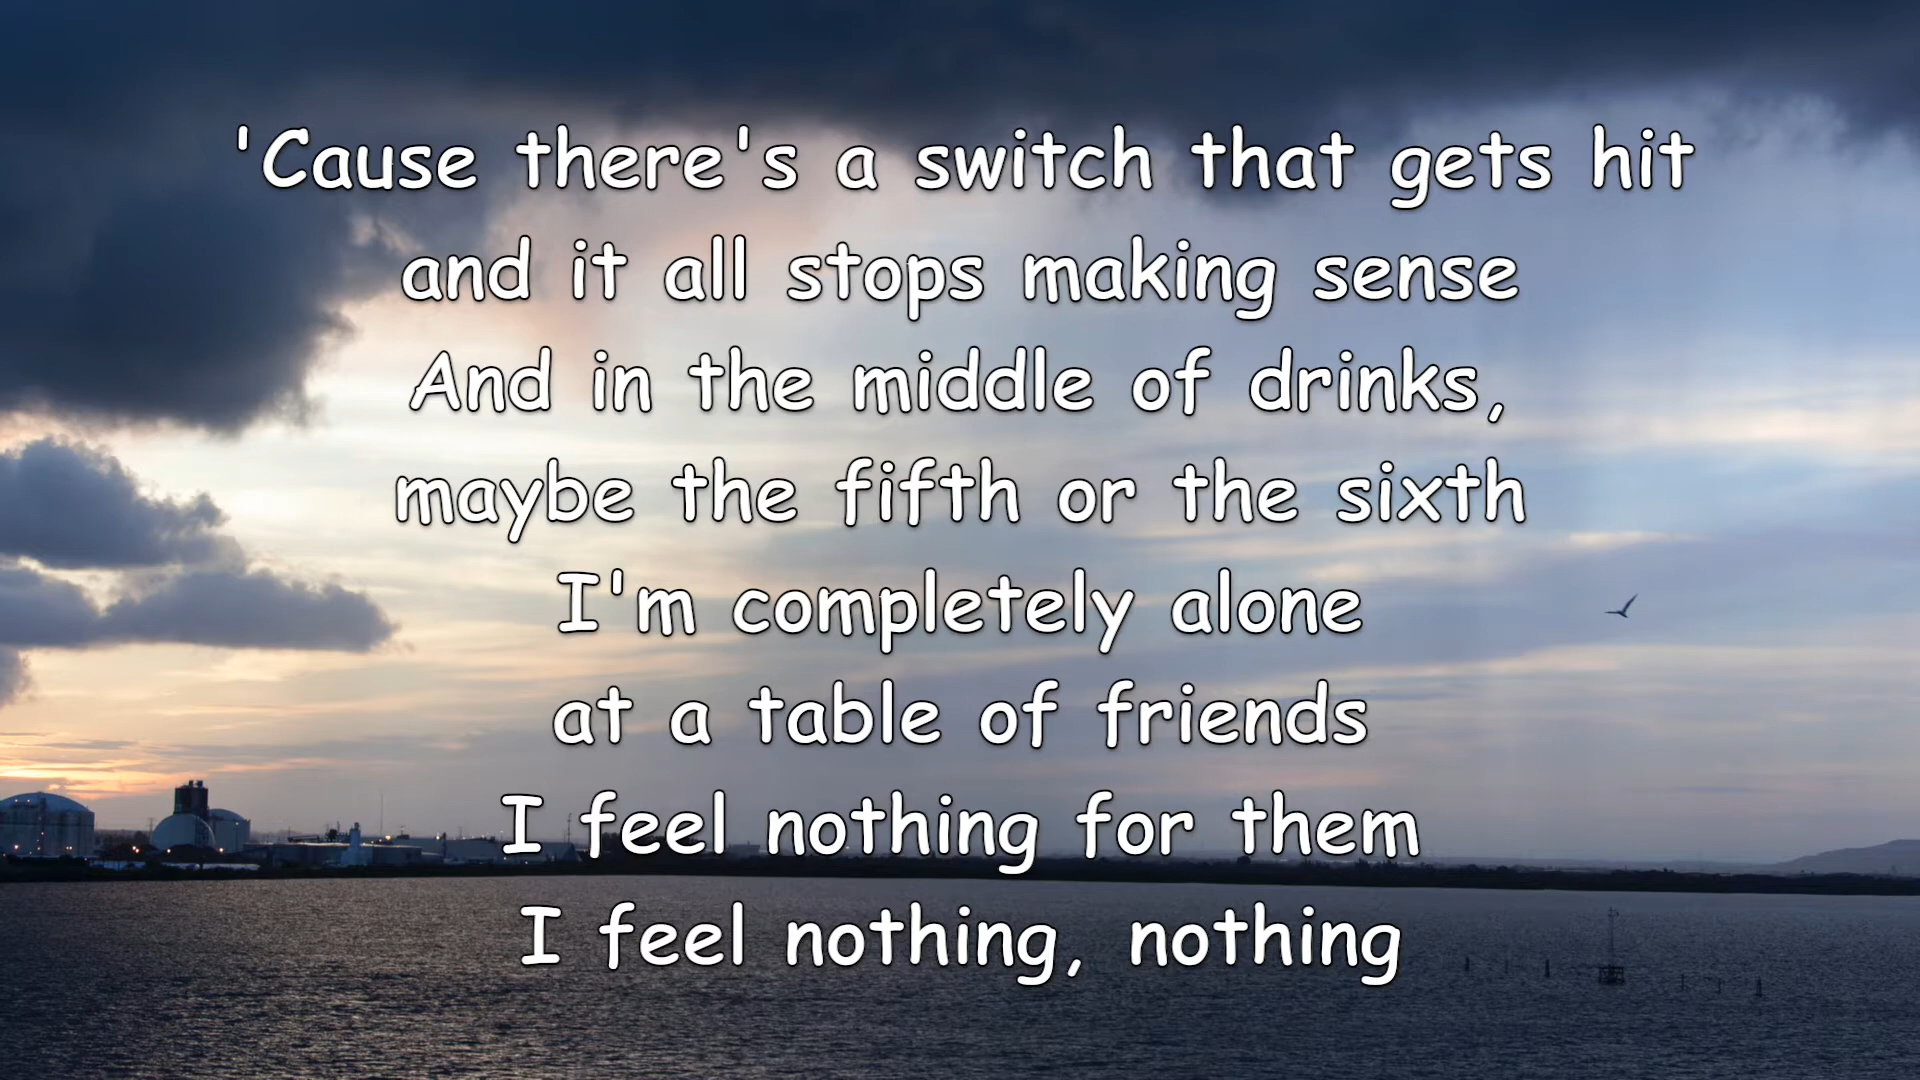 'Cause there's a switch that gets hit
and it all stops making sense
And in the middle of drinks,
maybe the fifth or the sixth
I'm completely alone
at a table of friends
I feel nothing for them
I feel nothing, nothing